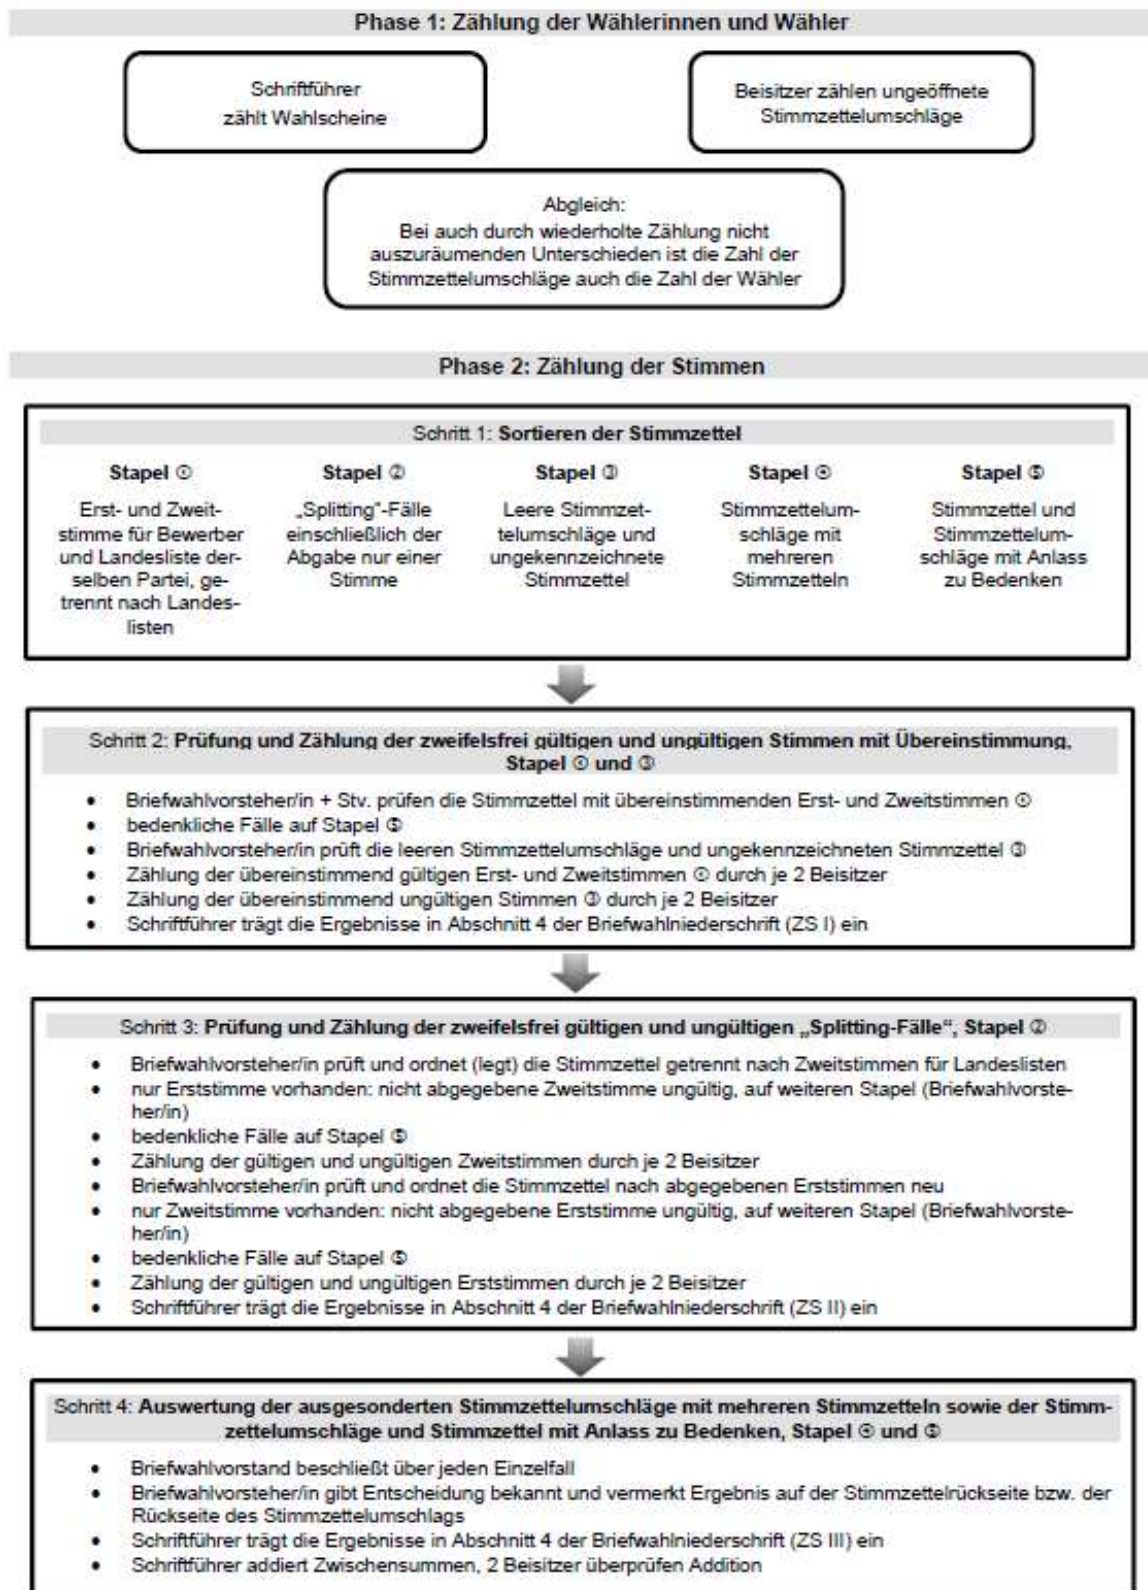 Phase 1: Zählung der Wählerinnen und Wähler
Schriftführer
zählt Wahlscheine
Beisitzer zählen ungeöffnete
Stimmzettelumschläge
Abgleich:
Bei auch durch wiederholte Zählung nicht
auszuräumenden Unterschieden ist die Zahl der
Stimmzettelumschläge auch die Zahl der Wähler
Phase 2: Zählung der Stimmen
Schritt 1: Sortieren der Stimmzettel
Stapel ①
Erst- und Zweit-
stimme für Bewerber
und Landesliste der-
selben Partei, ge-
trennt nach Landes-
listen
Stapel ②
„Splitting"-Fälle
einschließlich der
Abgabe nur einer
Stimme
Stapel ③
Leere Stimmzet-
telumschläge und
ungekennzeichnete
Stimmzettel
Stapel ④
Stimmzettelum-
schläge mit
mehreren
Stimmzetteln
Stapel ⑤
Stimmzettel und
Stimmzettelum-
schläge mit Anlass
zu Bedenken
Schritt 2: Prüfung und Zählung der zweifelsfrei gültigen und ungültigen Stimmen mit Übereinstimmung,
Stapel ① und ③
• Briefwahlvorsteher/in + Stv. prüfen die Stimmzettel mit übereinstimmenden Erst- und Zweitstimmen ①
• bedenkliche Fälle auf Stapel ⑤
• Briefwahlvorsteher/in prüft die leeren Stimmzettelumschläge und ungekennzeichneten Stimmzettel ③
• Zählung der übereinstimmend gültigen Erst- und Zweitstimmen ① durch je 2 Beisitzer
• Zählung der übereinstimmend ungültigen Stimmen ③ durch je 2 Beisitzer
• Schriftführer trägt die Ergebnisse in Abschnitt 4 der Briefwahlniederschrift (ZS I) ein
Schritt 3: Prüfung und Zählung der zweifelsfrei gültigen und ungültigen „Splitting-Fälle“, Stapel ②
• Briefwahlvorsteher/in prüft und ordnet (legt) die Stimmzettel getrennt nach Zweitstimmen für Landeslisten
• nur Erststimme vorhanden: nicht abgegebene Zweitstimme ungültig, auf weiteren Stapel (Briefwahlvorste-
her/in)
• bedenkliche Fälle auf Stapel ⑤
• Zählung der gültigen und ungültigen Zweitstimmen durch je 2 Beisitzer
• Briefwahlvorsteher/in prüft und ordnet die Stimmzettel nach abgegebenen Erststimmen neu
• nur Zweitstimme vorhanden: nicht abgegebene Erststimme ungültig, auf weiteren Stapel (Briefwahlvorste-
her/in)
• bedenkliche Fälle auf Stapel ⑤
• Zählung der gültigen und ungültigen Erststimmen durch je 2 Beisitzer
• Schriftführer trägt die Ergebnisse in Abschnitt 4 der Briefwahlniederschrift (ZS II) ein
Schritt 4: Auswertung der ausgesonderten Stimmzettelumschläge mit mehreren Stimmzetteln sowie der Stimm-
zettelumschläge und Stimmzettel mit Anlass zu Bedenken, Stapel ④ und ⑤
• Briefwahlvorstand beschließt über jeden Einzelfall
• Briefwahlvorsteher/in gibt Entscheidung bekannt und vermerkt Ergebnis auf der Stimmzettelrückseite bzw. der
Rückseite des Stimmzettelumschlags
• Schriftführer trägt die Ergebnisse in Abschnitt 4 der Briefwahlniederschrift (ZS III) ein
• Schriftführer addiert Zwischensummen, 2 Beisitzer überprüfen Addition